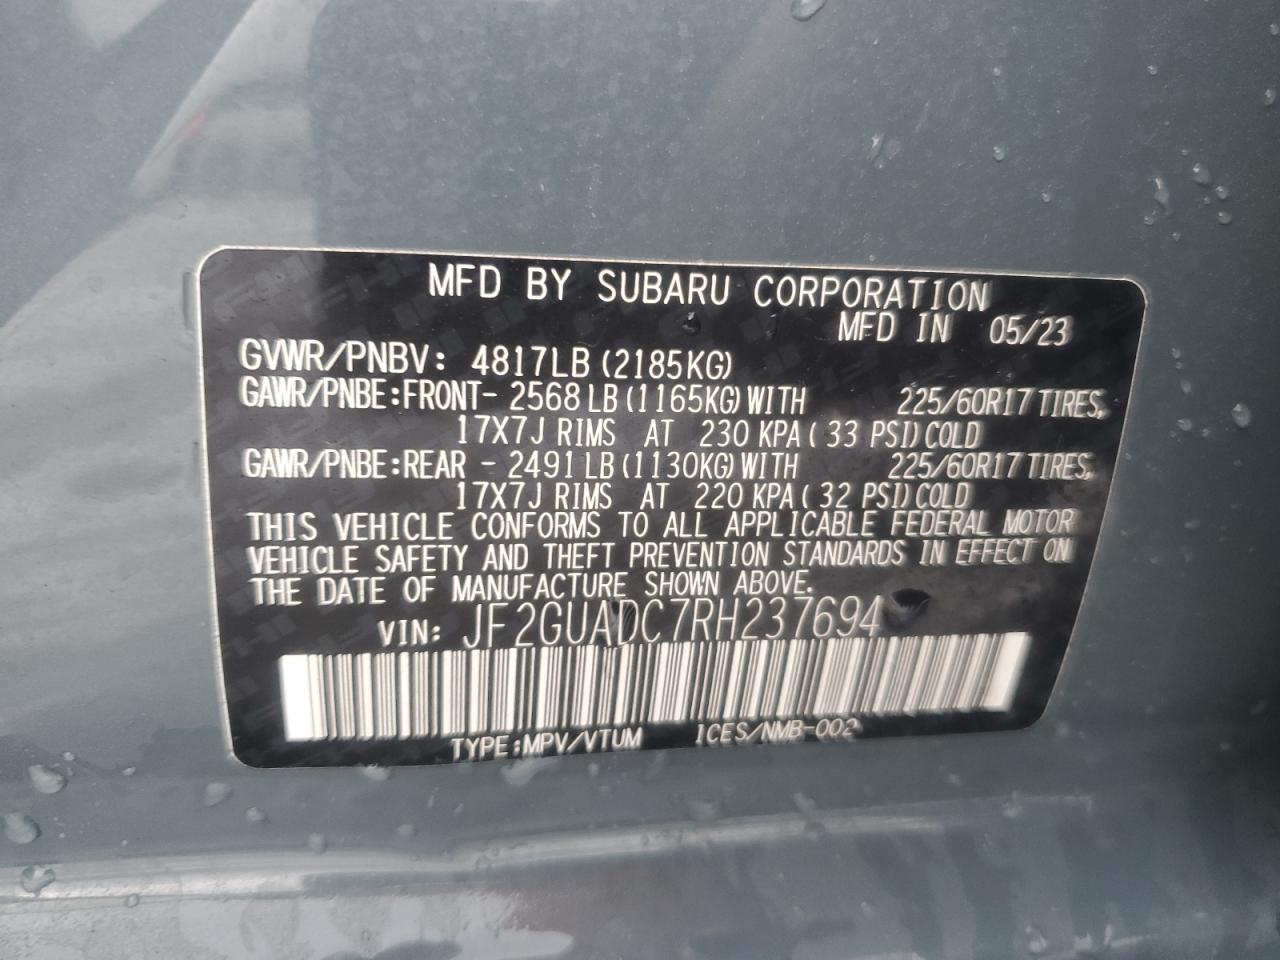 MFD BY SUBARU CORPORATION
MFD IN 05/23
GVWR/PNBV: 4817LB (2185KG)
GAWR/PNBE:FRONT- 2568 LB (1165KG) WITH 225/60R17 TIRES,
17X7J RIMS AT 230 KPA ( 33 PSI) COLD
GAWR/PNBE:REAR - 2491 LB (1130KG) WITH 225/60R17 TIRES,
17X7J RIMS AT 220 KPA ( 32 PSI) COLD
THIS VEHICLE CONFORMS TO ALL APPLICABLE FEDERAL MOTOR
VEHICLE SAFETY AND THEFT PREVENTION STANDARDS IN EFFECT ON
THE DATE OF MANUFACTURE SHOWN ABOVE.
VIN: JF2GUADC7RH237694
TYPE:MPV/VTUM ICES/NMB-002